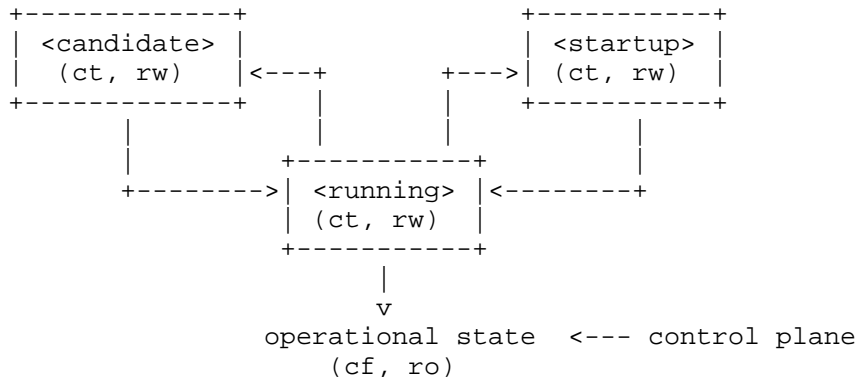 +-------------+                 +-----------+
| <candidate> |                 | <startup> |
|  (ct, rw)   |<---+       +--->| (ct, rw)  |
+-------------+    |       |    +-----------+
       |           |       |           |
       |         +-----------+         |
       +-------->| <running> |<--------+
                 | (ct, rw)  |
                 +-----------+
                       |
                       v
                operational state  <--- control plane
                    (cf, ro)